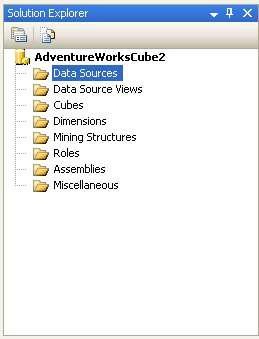 Solution Explorer
AdventureWorksCube2
Data Sources
Data Source Views
Cubes
Dimensions
Mining Structures
Roles
Assemblies
Miscellaneous